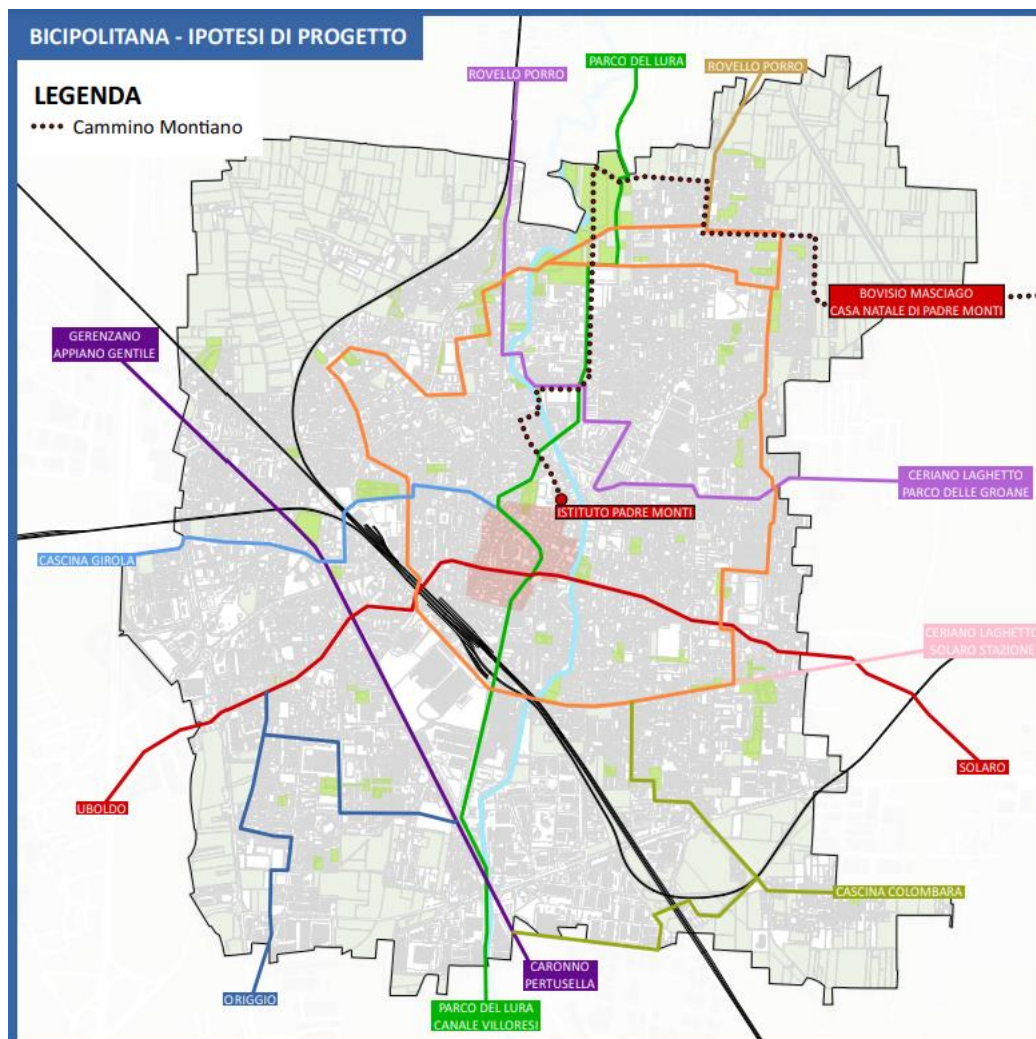 BICIPOLITANA - IPOTESI DI PROGETTO
LEGENDA
Cammino Montiano
ROVELLO PORRO
PARCO DEL LURA
ROVELLO PORRO
BOVISIO MASCIAGO
CASA NATALE DI PADRE MONTI
GERENZANO
APPIANO GENTILE
CERIANO LAGHETTO
PARCO DELLE GROANE
ISTITUTO PADRE MONTI
CASCINA GIROLA
CERIANO LAGHETTO
SOLARO STAZIONE
SOLARO
UBOLDO
CASCINA COLOMBARA
CARONNO
PERTUSELLA
ORIGGIO
PARCO DEL LURA
CANALE VILLORESI